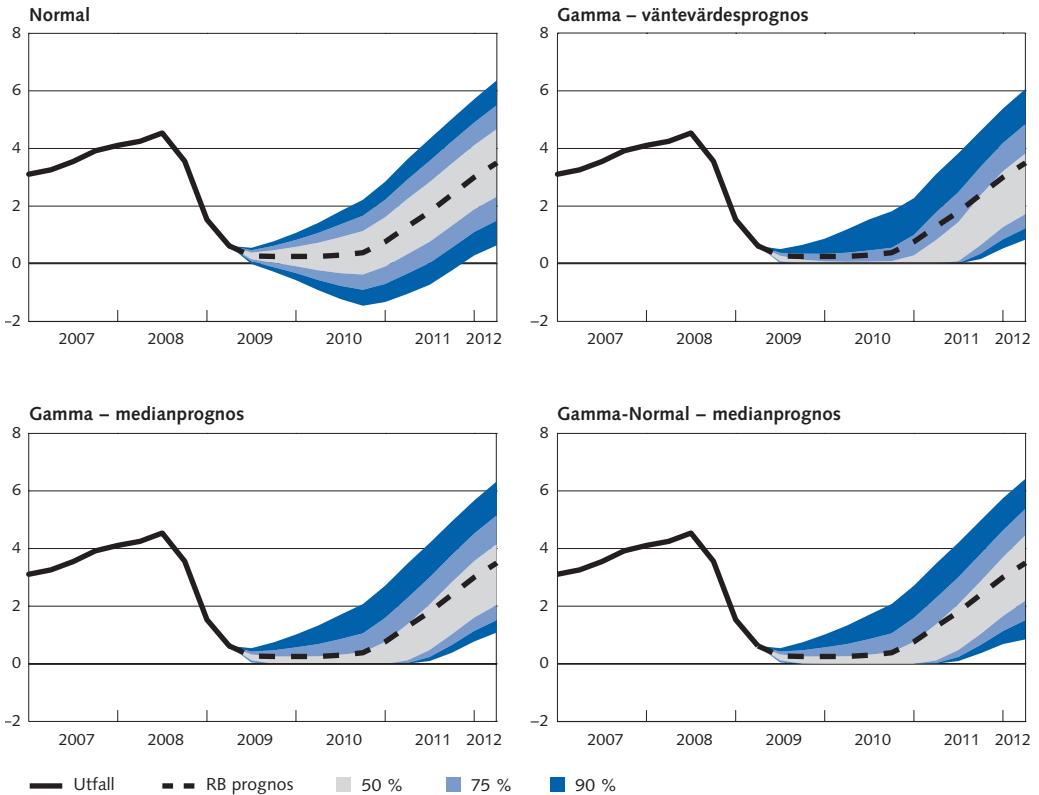 Normal
8
6
4
2
0
–2
2007 2008 2009 2010 2011 2012
Gamma – väntevärdesprognos
8
6
4
2
0
–2
2007 2008 2009 2010 2011 2012
Gamma – medianprognos
8
6
4
2
0
–2
2007 2008 2009 2010 2011 2012
Gamma-Normal – medianprognos
8
6
4
2
0
–2
2007 2008 2009 2010 2011 2012
Utfall RB prognos 50 % 75 % 90 %